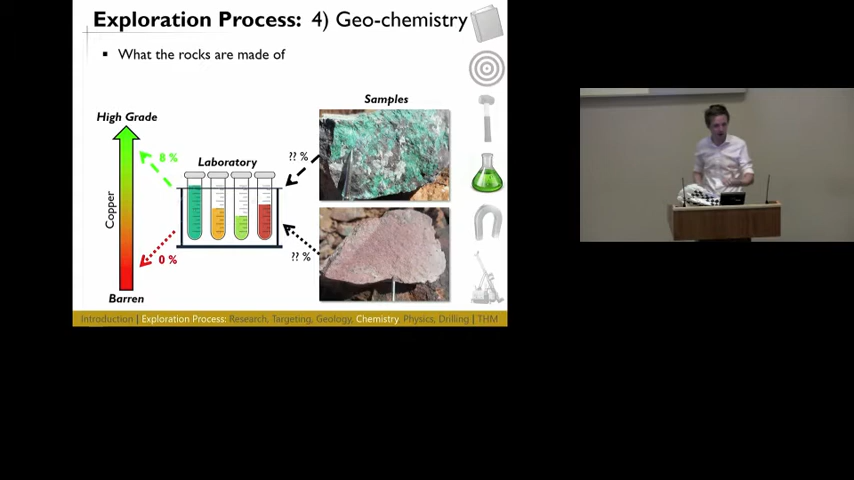 Exploration Process: 4) Geo-chemistry
▪ What the rocks are made of
Samples
High Grade
8 %
Laboratory
?? %
Copper
0 %
?? %
Barren
Introduction | Exploration Process: Research, Targeting, Geology, Chemistry, Physics, Drilling | THM